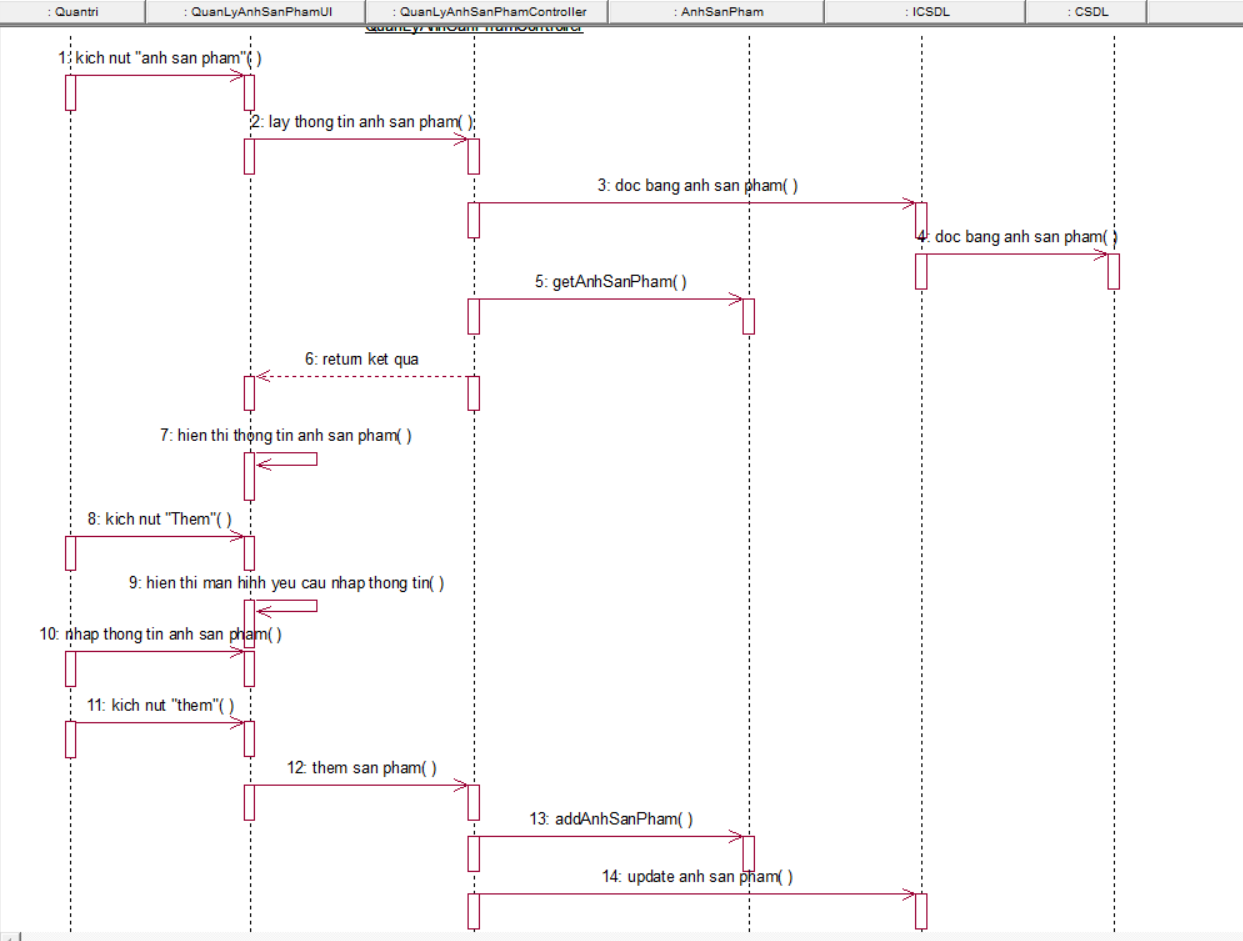 : Quantri
: QuanLyAnhSanPhamUI
: QuanLyAnhSanPhamController
: AnhSanPham
: ICSDL
: CSDL
QuanLyAnhSanPhamController
1: kich nut "anh san pham"( )
2: lay thong tin anh san pham( )
3: doc bang anh san pham( )
4: doc bang anh san pham( )
5: getAnhSanPham( )
6: return ket qua
7: hien thi thong tin anh san pham( )
8: kich nut "Them"( )
9: hien thi man hihh yeu cau nhap thong tin( )
10: nhap thong tin anh san pham( )
11: kich nut "them"( )
12: them san pham( )
13: addAnhSanPham( )
14: update anh san pham( )